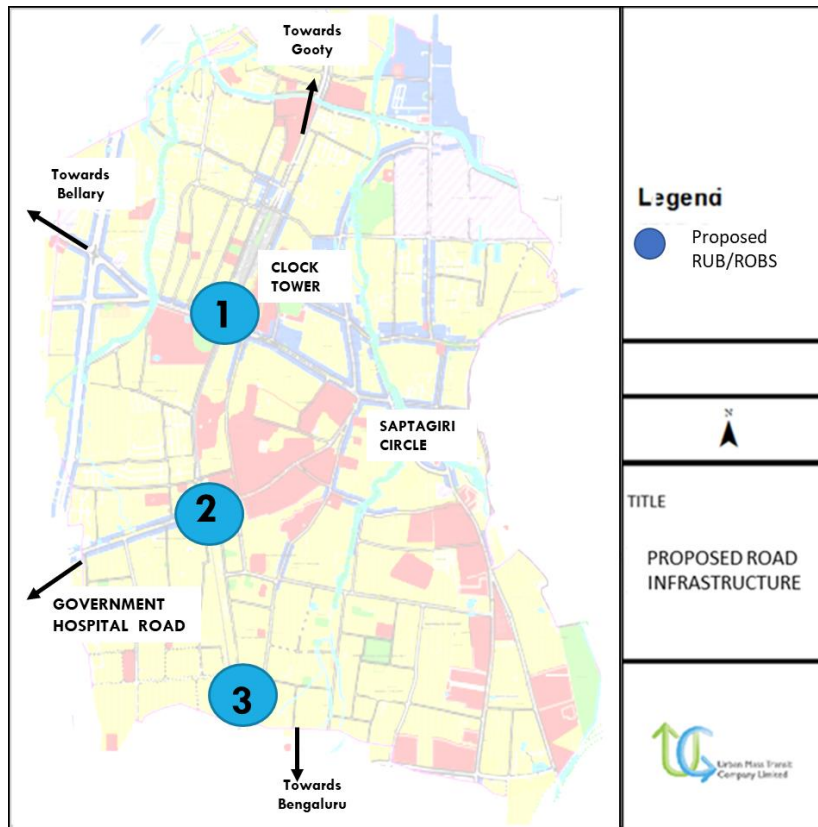 Towards
Gooty
Towards
Bellary
CLOCK
TOWER
1
SAPTAGIRI
CIRCLE
2
GOVERNMENT
HOSPITAL ROAD
3
Towards
Bengaluru
Legend
Proposed
RUB/ROBS
N
TITLE
PROPOSED ROAD
INFRASTRUCTURE
Urban Mass Transit
Company Limited